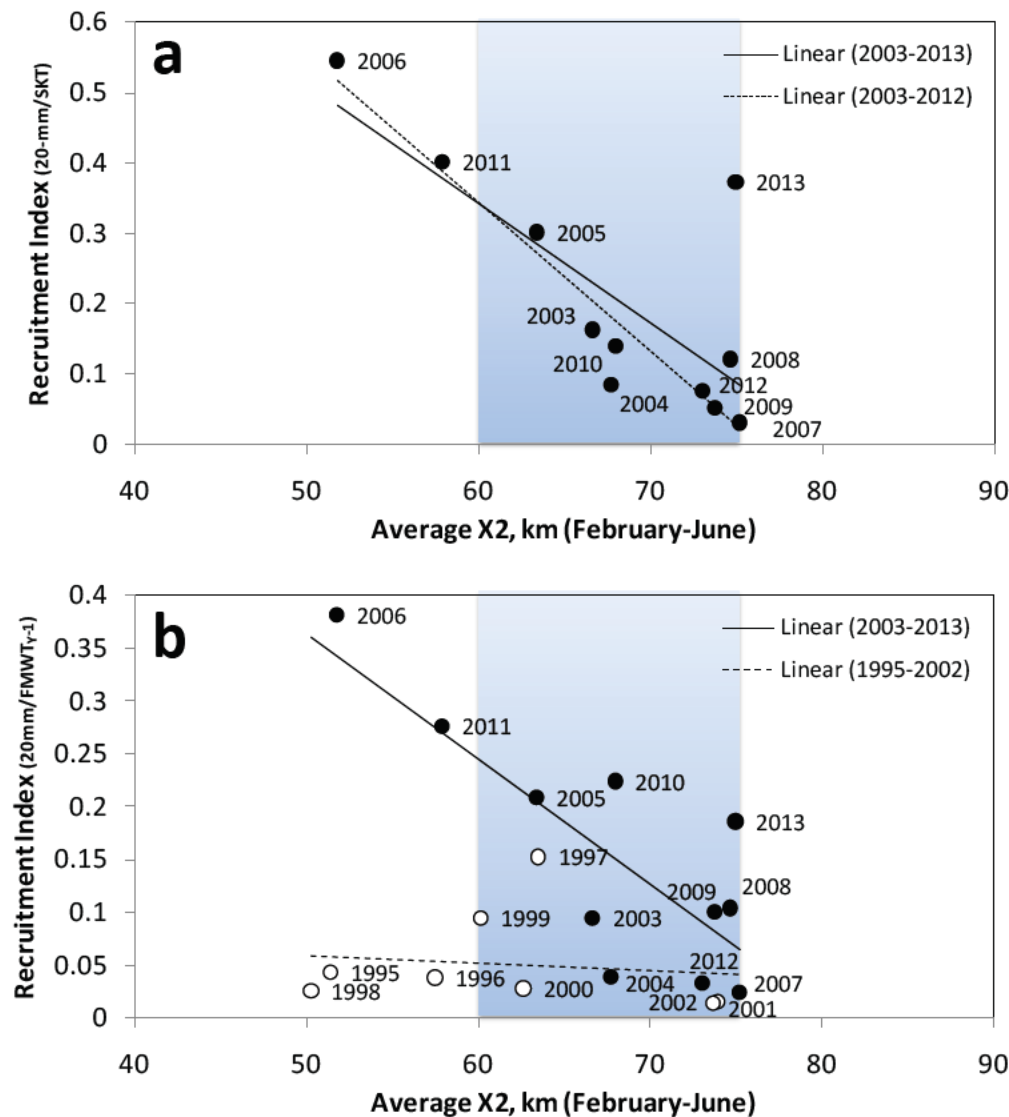 a
Recruitment Index (20-mm/SKT)
0.6
0.5
0.4
0.3
0.2
0.1
0
Linear (2003-2013)
Linear (2003-2012)
2006
2011
2013
2005
2003
2008
2010
2012
2004
2009
2007
40 50 60 70 80 90
Average X2, km (February-June)
b
Recruitment Index (20mm/FMWTy-1)
0.4
0.35
0.3
0.25
0.2
0.15
0.1
0.05
0
Linear (2003-2013)
Linear (1995-2002)
2006
2011
2010
2005
2013
1997
2009 2008
1999 2003
2012
1995 1996 2004 2007
1998 2000 2002 2001
40 50 60 70 80 90
Average X2, km (February-June)